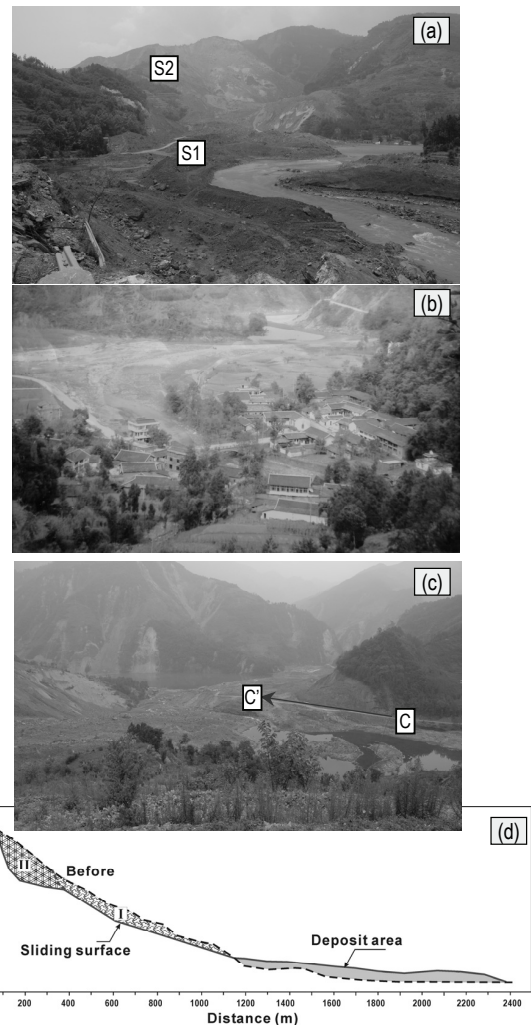 (a)
S2
S1
(b)
(c)
C'
C
(d)
II
Before
I
Sliding surface
Deposit area
200 400 600 800 1000 1200 1400 1600 1800 2000 2200 2400
Distance (m)